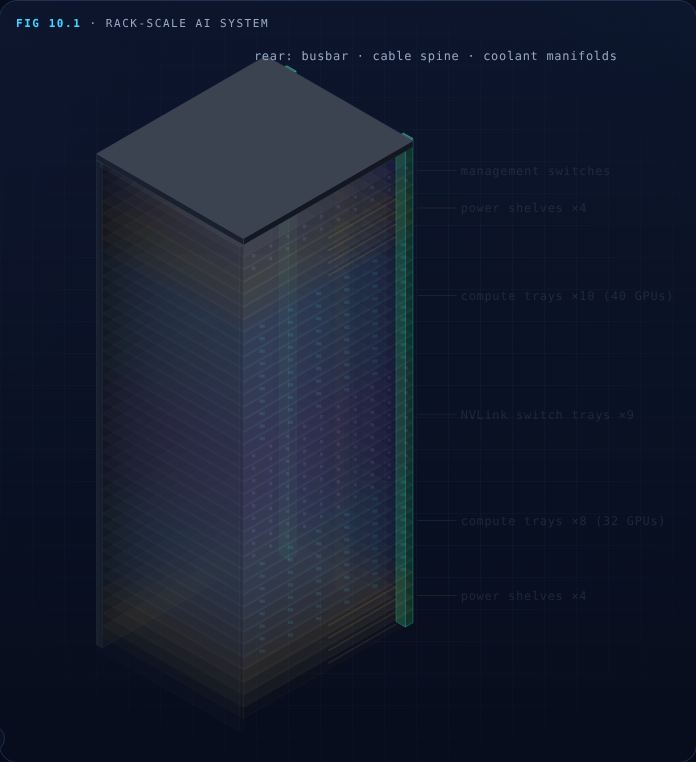 FIG 10.1 · RACK-SCALE AI SYSTEM
rear: busbar · cable spine · coolant manifolds
management switches
power shelves ×4
compute trays ×10 (40 GPUs)
NVLink switch trays ×9
compute trays ×8 (32 GPUs)
power shelves ×4